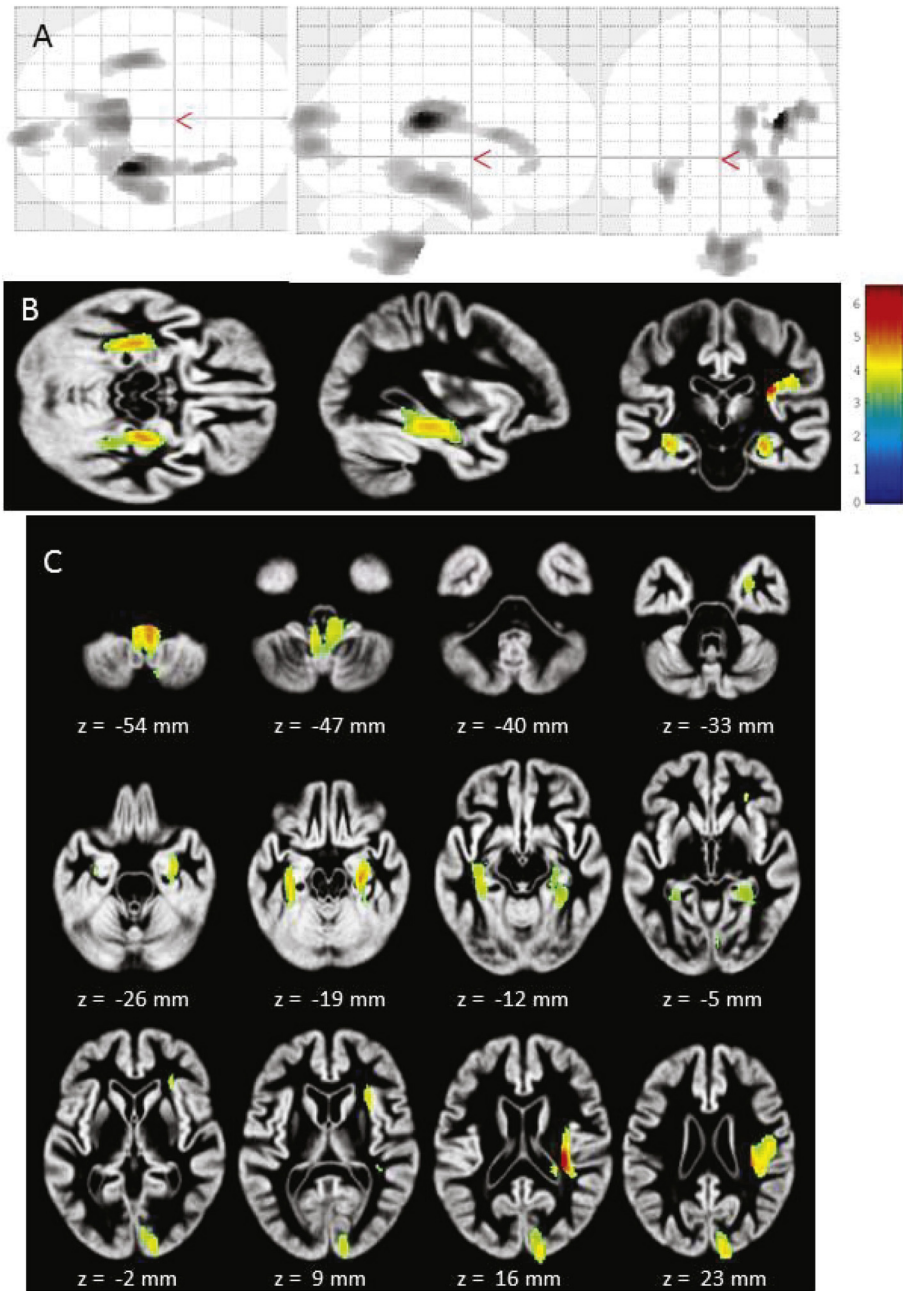 A
<
<
<
B
6
5
4
3
2
1
0
C
z = -54 mm
z = -47 mm
z = -40 mm
z = -33 mm
z = -26 mm
z = -19 mm
z = -12 mm
z = -5 mm
z = -2 mm
z = 9 mm
z = 16 mm
z = 23 mm